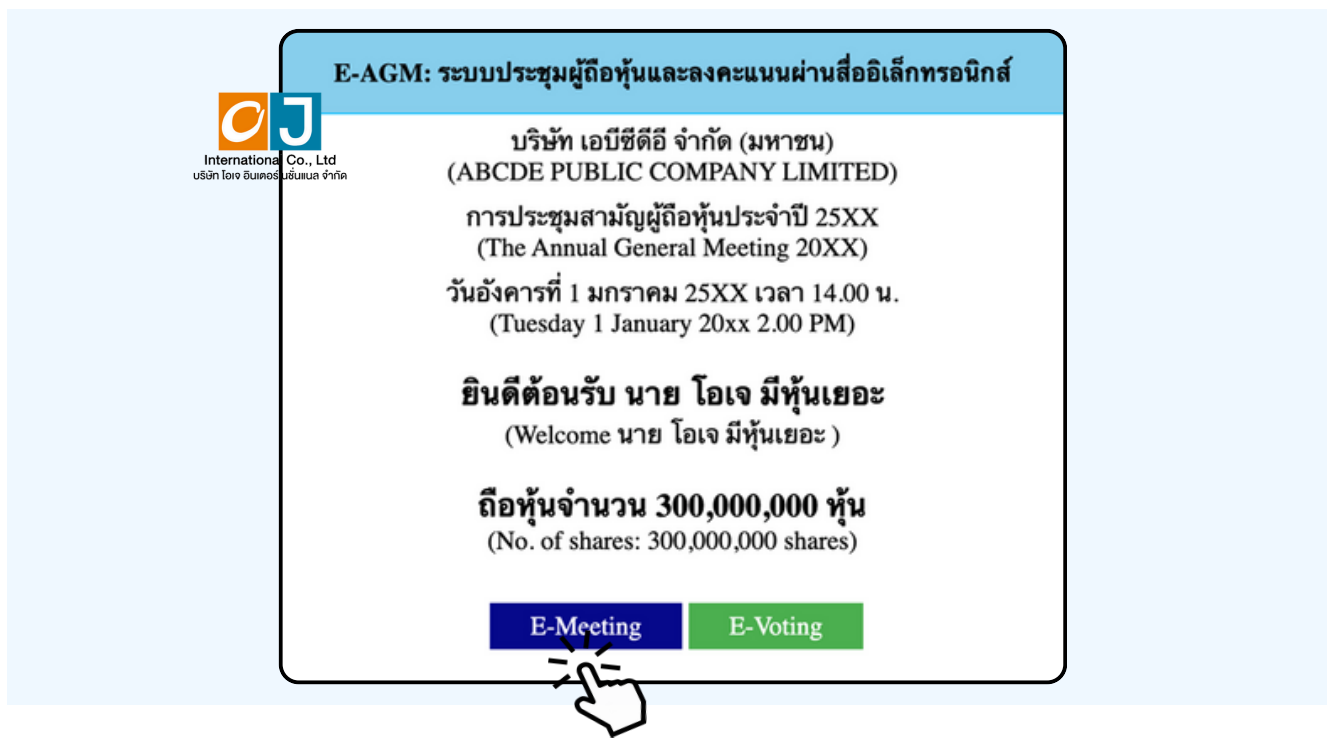 E-AGM: ระบบประชุมผู้ถือหุ้นและลงคะแนนผ่านสื่ออิเล็กทรอนิกส์
OJ
International Co., Ltd
บริษัท โอเจ อินเตอร์เนชั่นแนล จำกัด
บริษัท เอบีซีดีอี จำกัด (มหาชน)
(ABCDE PUBLIC COMPANY LIMITED)
การประชุมสามัญผู้ถือหุ้นประจำปี 25XX
(The Annual General Meeting 20XX)
วันอังคารที่ 1 มกราคม 25XX เวลา 14.00 น.
(Tuesday 1 January 20xx 2.00 PM)
ยินดีต้อนรับ นาย โอเจ มีหุ้นเยอะ
(Welcome นาย โอเจ มีหุ้นเยอะ )
ถือหุ้นจำนวน 300,000,000 หุ้น
(No. of shares: 300,000,000 shares)
E-Meeting E-Voting